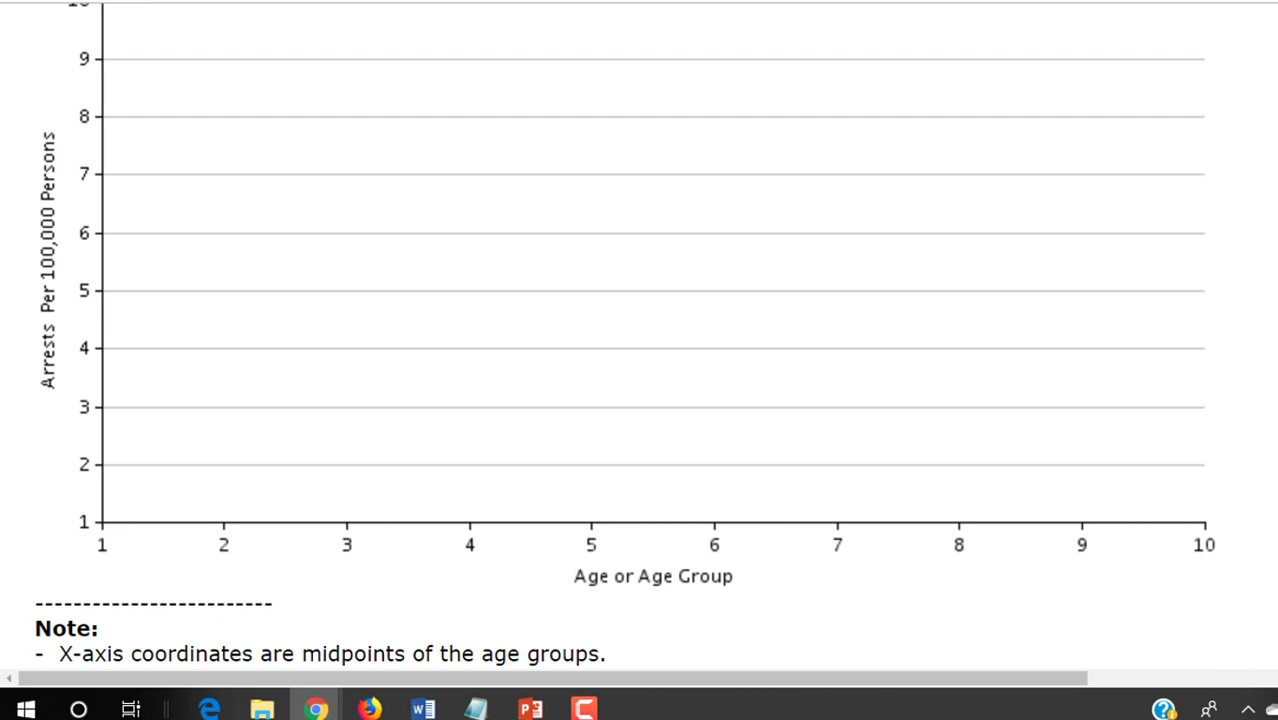 10
9
8
7
6
5
4
3
2
1
Arrests Per 100,000 Persons
1 2 3 4 5 6 7 8 9 10
Age or Age Group
-------------------------
Note:
- X-axis coordinates are midpoints of the age groups.